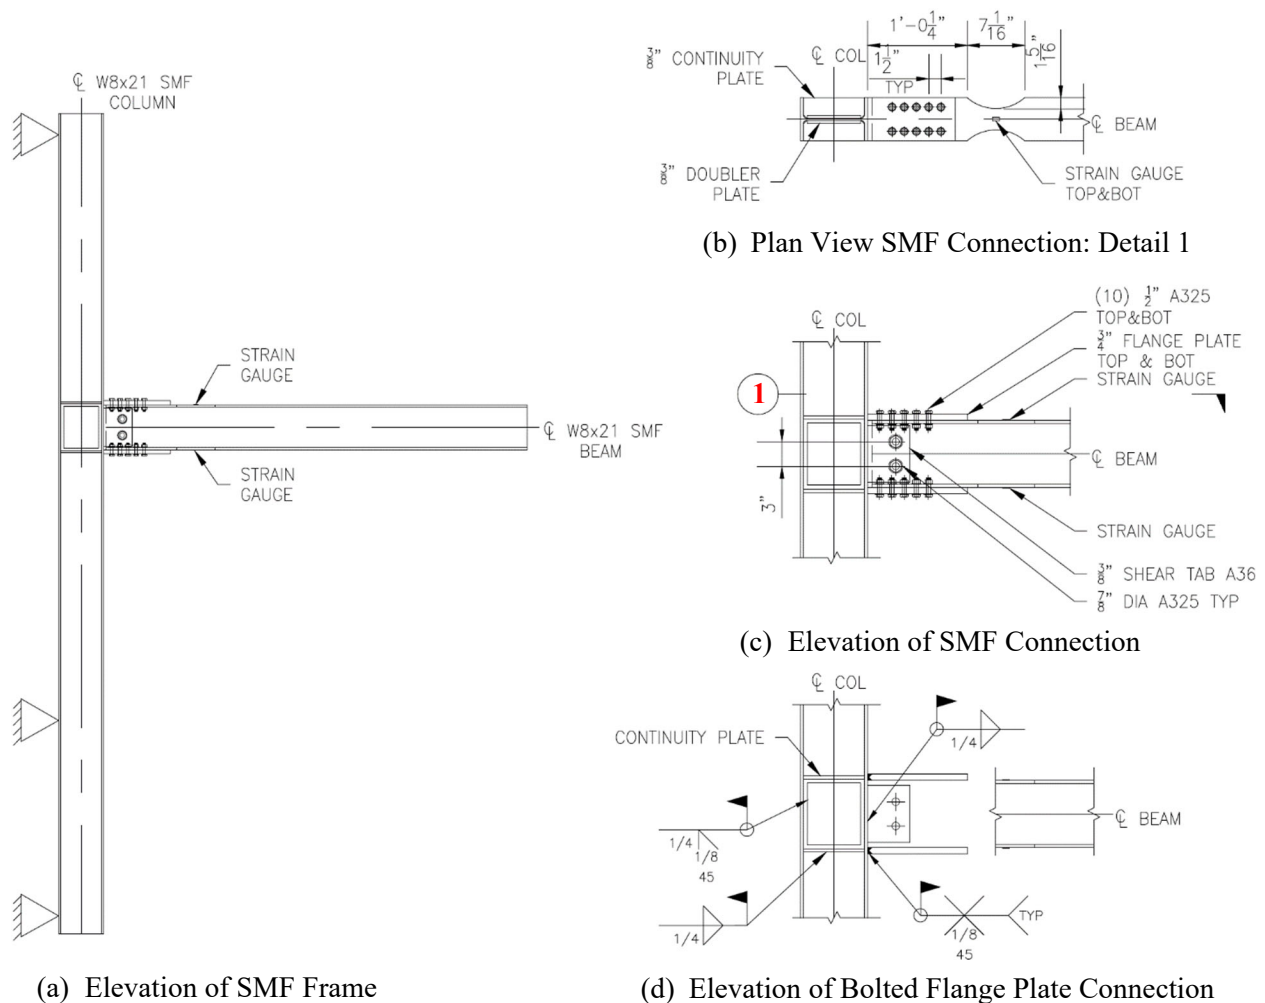 ℄ W8x21 SMF
COLUMN
STRAIN
GAUGE
℄ W8x21 SMF
BEAM
STRAIN
GAUGE
(a) Elevation of SMF Frame
1'-0 1/4"
7 1/16"
1 5/16"
3/8" CONTINUITY
PLATE
℄ COL
1 1/2"
TYP
℄ BEAM
3/8" DOUBLER
PLATE
STRAIN GAUGE
TOP&BOT
(b) Plan View SMF Connection: Detail 1
(10) 1/2" A325
TOP&BOT
3/4" FLANGE PLATE
TOP & BOT
STRAIN GAUGE
℄ COL
1
℄ BEAM
3"
STRAIN GAUGE
3/8" SHEAR TAB A36
7/8" DIA A325 TYP
(c) Elevation of SMF Connection
℄ COL
CONTINUITY PLATE
1/4
℄ BEAM
1/4
1/8
45
1/4
TYP
1/8
45
(d) Elevation of Bolted Flange Plate Connection